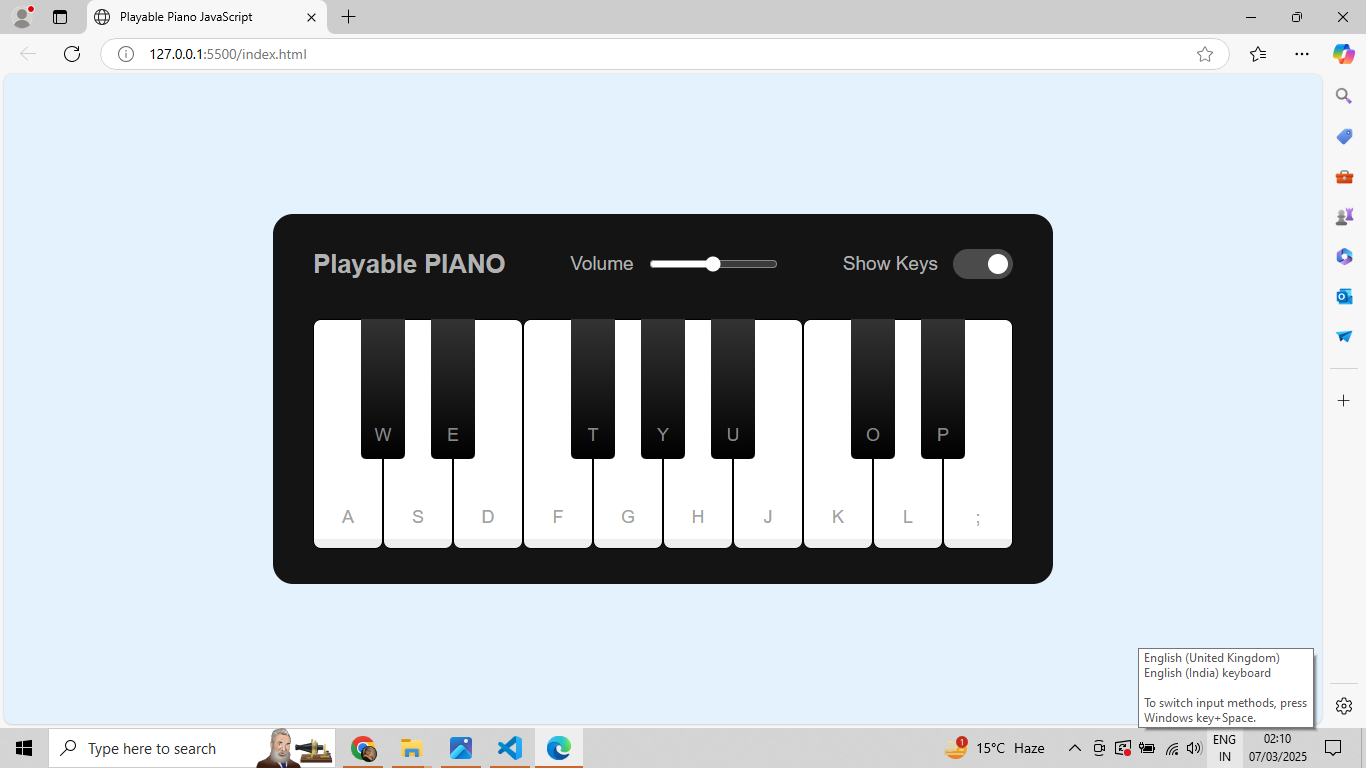 Playable Piano JavaScript
127.0.0.1:5500/index.html
Playable PIANO
Volume
Show Keys
W E T Y U O P
A S D F G H J K L ;
English (United Kingdom)
English (India) keyboard
To switch input methods, press
Windows key+Space.
Type here to search
1
15°C Haze
ENG
IN
02:10
07/03/2025